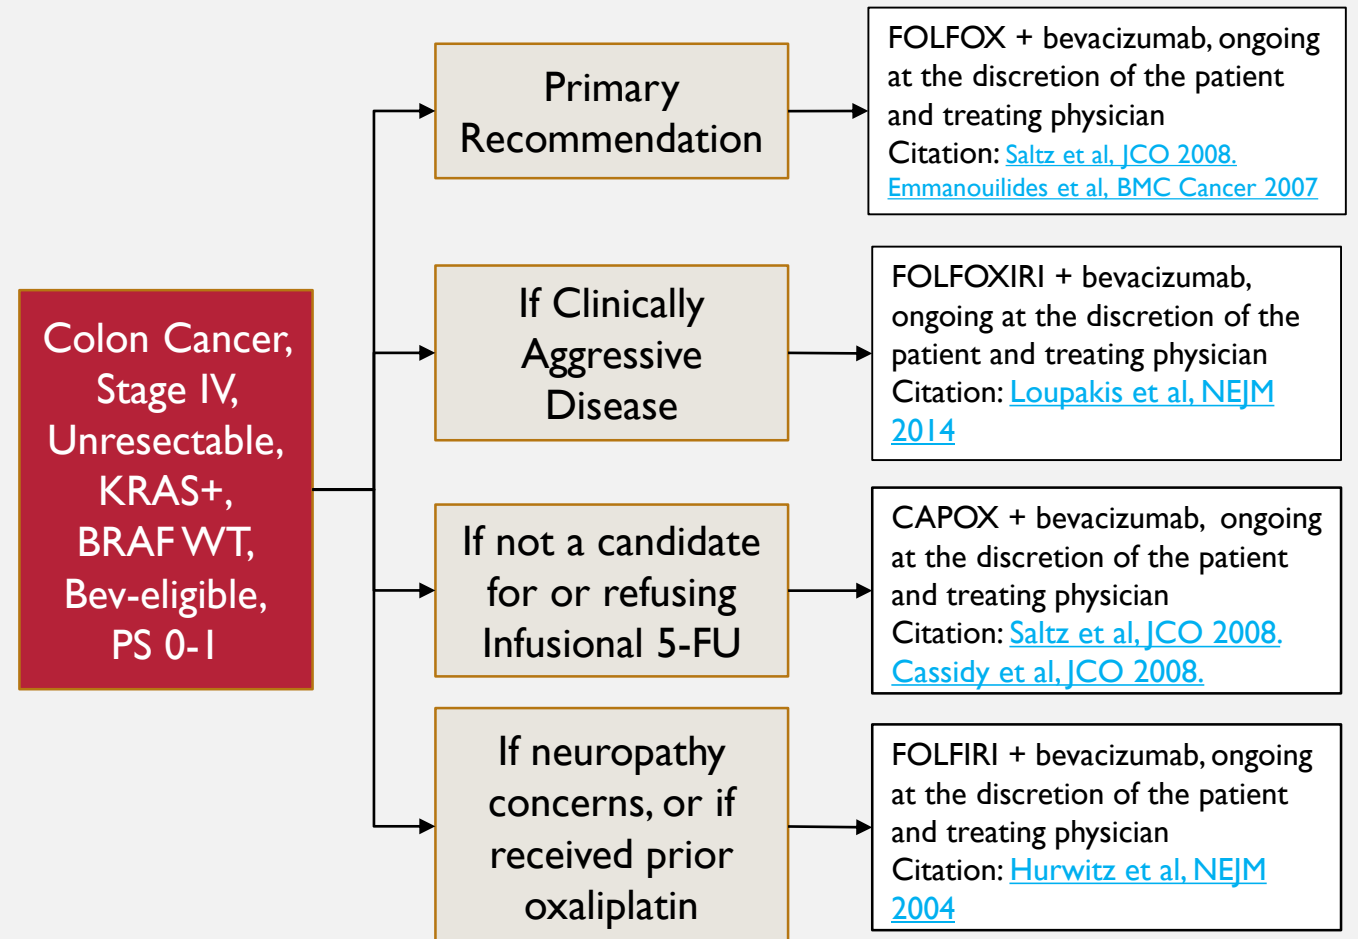 Colon Cancer,
Stage IV,
Unresectable,
KRAS+,
BRAF WT,
Bev-eligible,
PS 0-1
Primary
Recommendation
FOLFOX + bevacizumab, ongoing
at the discretion of the patient
and treating physician
Citation: Saltz et al, JCO 2008.
Emmanouilides et al, BMC Cancer 2007
If Clinically
Aggressive
Disease
FOLFOXIRI + bevacizumab,
ongoing at the discretion of the
patient and treating physician
Citation: Loupakis et al, NEJM
2014
If not a candidate
for or refusing
Infusional 5-FU
CAPOX + bevacizumab, ongoing
at the discretion of the patient
and treating physician
Citation: Saltz et al, JCO 2008.
Cassidy et al, JCO 2008.
If neuropathy
concerns, or if
received prior
oxaliplatin
FOLFIRI + bevacizumab, ongoing
at the discretion of the patient
and treating physician
Citation: Hurwitz et al, NEJM
2004